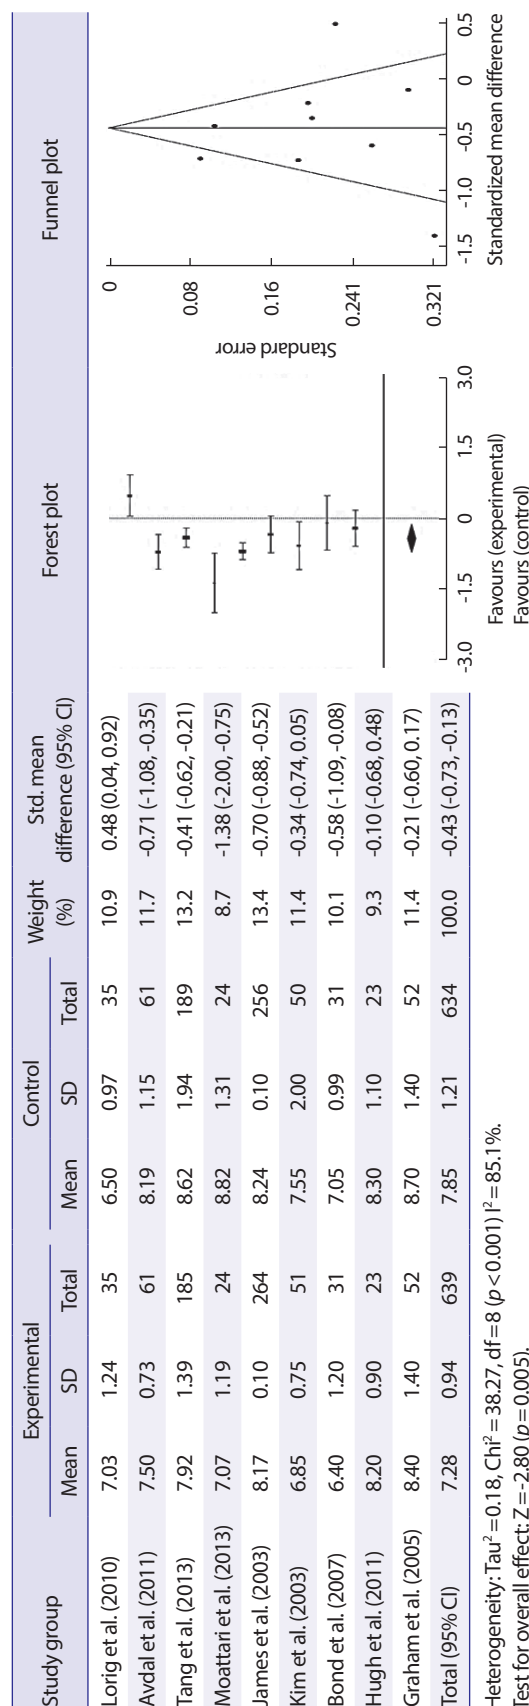 Study group Experimental Control Weight (%) Std. mean difference (95% CI) Forest plot Funnel plot
Mean SD Total Mean SD Total
Lorig et al. (2010) 7.03 1.24 35 6.50 0.97 35 10.9 0.48 (0.04, 0.92)
Avdal et al. (2011) 7.50 0.73 61 8.19 1.15 61 11.7 -0.71 (-1.08, -0.35)
Tang et al. (2013) 7.92 1.39 185 8.62 1.94 189 13.2 -0.41 (-0.62, -0.21)
Moattari et al. (2013) 7.07 1.19 24 8.82 1.31 24 8.7 -1.38 (-2.00, -0.75)
James et al. (2003) 8.17 0.10 264 8.24 0.10 256 13.4 -0.70 (-0.88, -0.52)
Kim et al. (2003) 6.85 0.75 51 7.55 2.00 50 11.4 -0.34 (-0.74, 0.05)
Bond et al. (2007) 6.40 1.20 31 7.05 0.99 31 10.1 -0.58 (-1.09, -0.08)
Hugh et al. (2011) 8.20 0.90 23 8.30 1.10 23 9.3 -0.10 (-0.68, 0.48)
Graham et al. (2005) 8.40 1.40 52 8.70 1.40 52 11.4 -0.21 (-0.60, 0.17)
Total (95% CI) 7.28 0.94 639 7.85 1.21 634 100.0 -0.43 (-0.73, -0.13)
-3.0 -1.5 0 1.5 3.0
Favours (experimental)
Favours (control)
Standard error
0
0.08
0.16
0.241
0.321
-1.5 -1.0 -0.5 0 0.5
Standardized mean difference
Heterogeneity: Tau² =0.18, Chi² = 38.27, df =8 (p < 0.001) I² = 85.1%.
Test for overall effect: Z = -2.80 (p = 0.005).